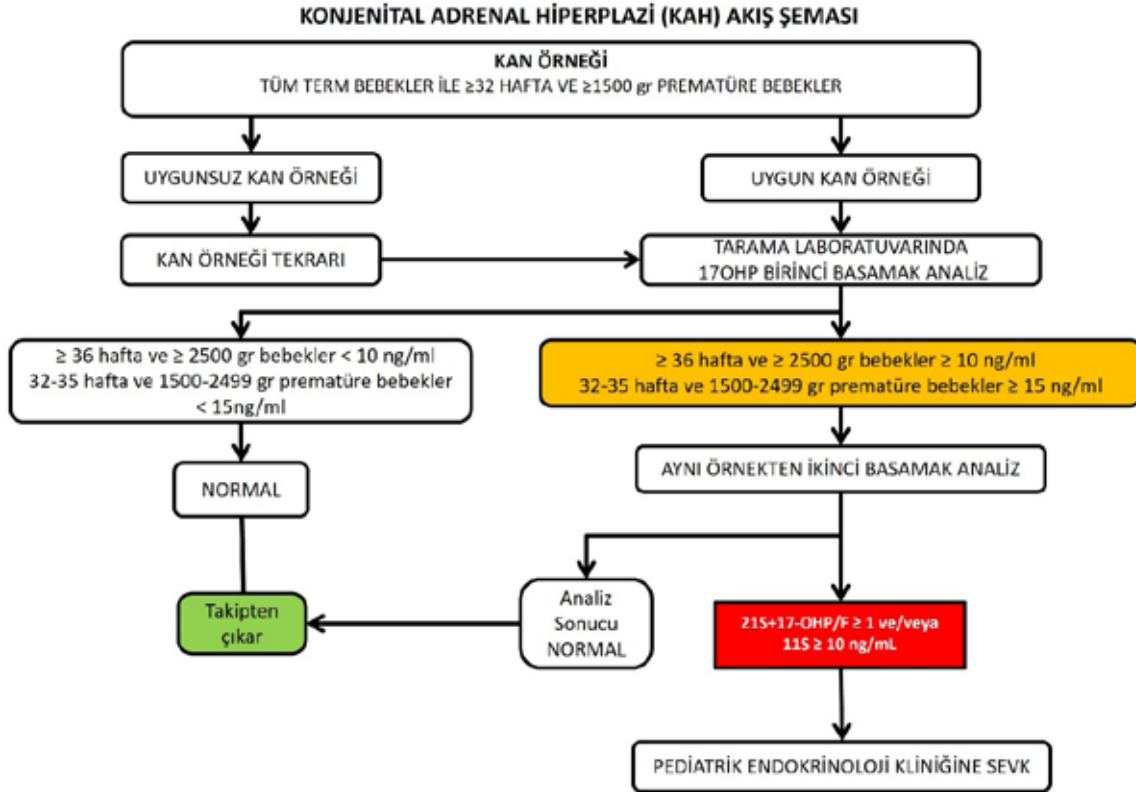 KONJENİTAL ADRENAL HİPERPLAZİ (KAH) AKIŞ ŞEMASI
KAN ÖRNEĞİ
TÜM TERM BEBEKLER İLE ≥32 HAFTA VE ≥1500 gr PREMATÜRE BEBEKLER
UYGUNSUZ KAN ÖRNEĞİ
UYGUN KAN ÖRNEĞİ
KAN ÖRNEĞİ TEKRARI
TARAMA LABORATUVARINDA
17OHP BİRİNCİ BASAMAK ANALİZ
≥ 36 hafta ve ≥ 2500 gr bebekler < 10 ng/ml
32-35 hafta ve 1500-2499 gr prematüre bebekler
< 15ng/ml
≥ 36 hafta ve ≥ 2500 gr bebekler ≥ 10 ng/ml
32-35 hafta ve 1500-2499 gr prematüre bebekler ≥ 15 ng/ml
NORMAL
AYNI ÖRNEKTEN İKİNCİ BASAMAK ANALİZ
Takipten
çıkar
Analiz
Sonucu
NORMAL
21S+17-OHP/F ≥ 1 ve/veya
11S ≥ 10 ng/mL
PEDİATRİK ENDOKRİNOLOJİ KLİNİĞİNE SEVK